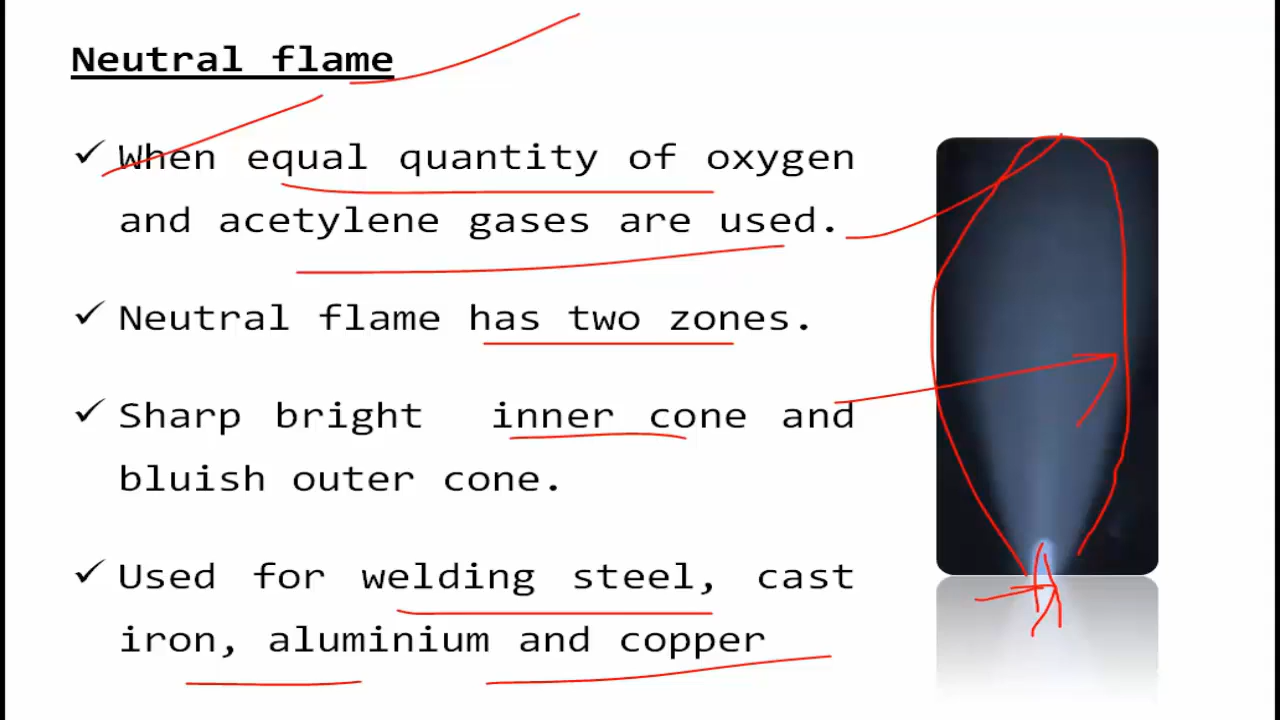 Neutral flame
✓ When equal quantity of oxygen
and acetylene gases are used.
✓ Neutral flame has two zones.
✓ Sharp bright inner cone and
bluish outer cone.
✓ Used for welding steel, cast
iron, aluminium and copper